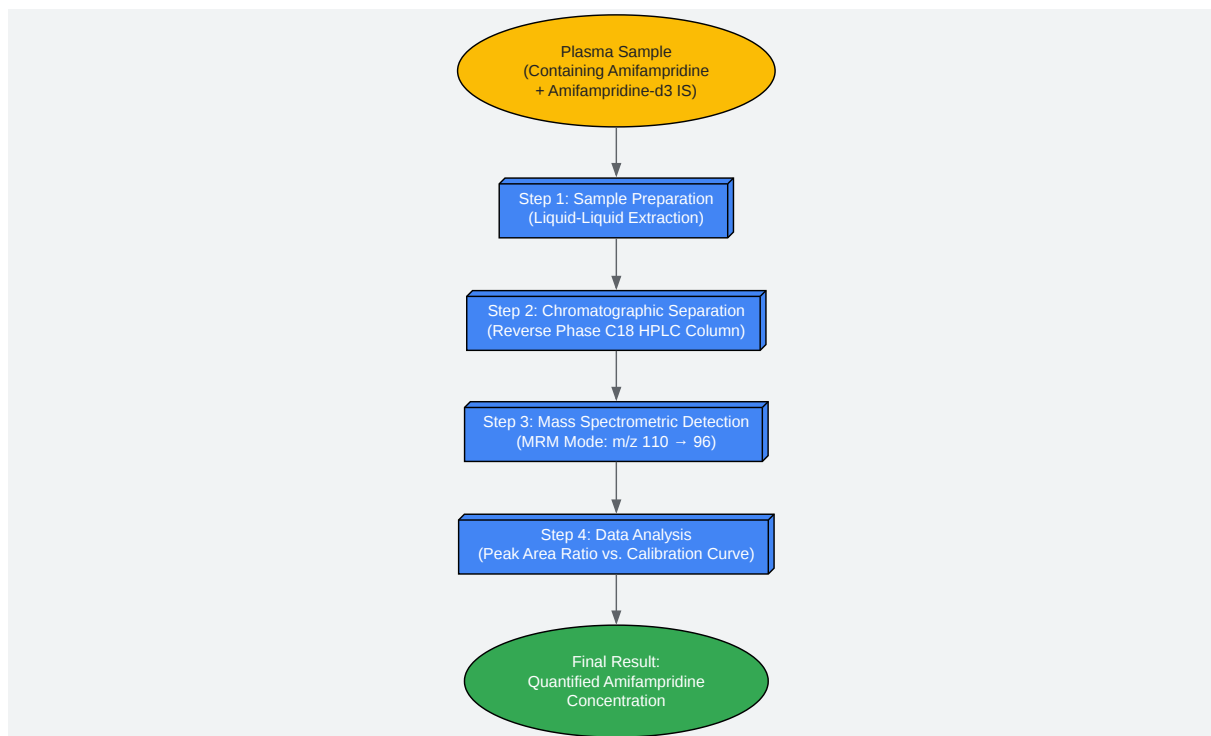 Plasma Sample
(Containing Amifampridine
+ Amifampridine-d3 IS)
Step 1: Sample Preparation
(Liquid-Liquid Extraction)
Step 2: Chromatographic Separation
(Reverse Phase C18 HPLC Column)
Step 3: Mass Spectrometric Detection
(MRM Mode: m/z 110 → 96)
Step 4: Data Analysis
(Peak Area Ratio vs. Calibration Curve)
Final Result:
Quantified Amifampridine
Concentration